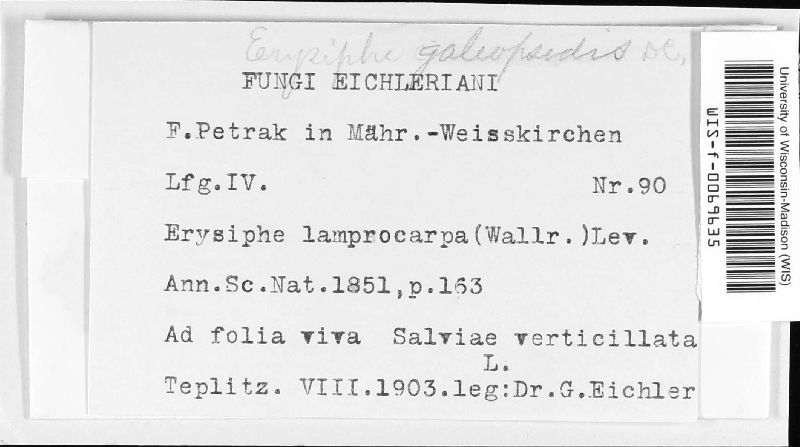 Erysiphe galeopsidis DC.
FUNGI EICHLERIANI
F.Petrak in Mähr.-Weisskirchen
Lfg.IV. Nr.90
Erysiphe lamprocarpa(Wallr.)Lev.
Ann.Sc.Nat.1851,p.163
Ad folia viva Salviae verticillata
L.
Teplitz. VIII.1903.leg:Dr.G.Eichler
University of Wisconsin-Madison (WIS)
WIS-f-0069635